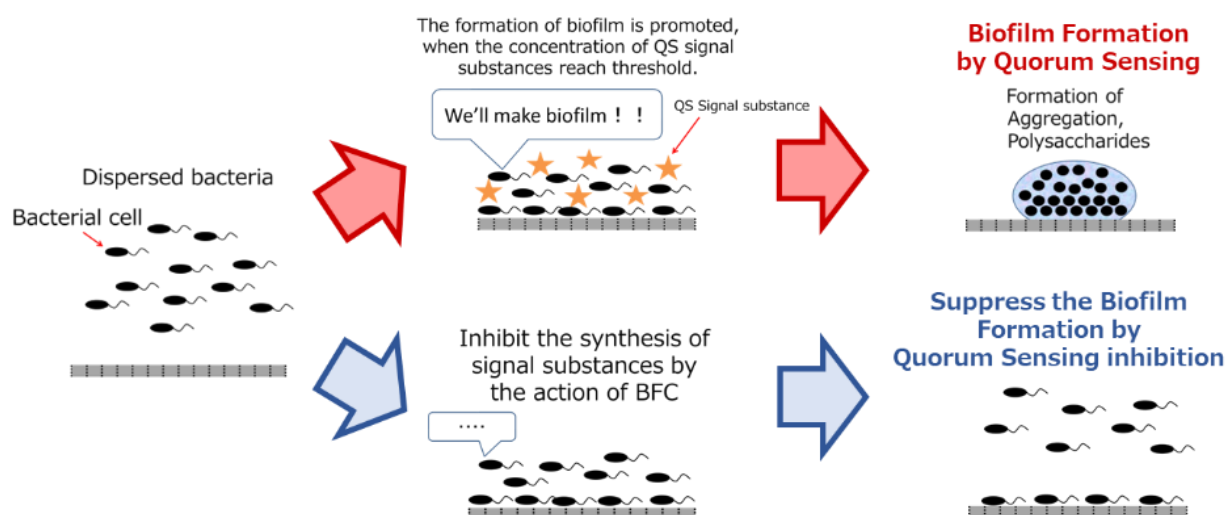 The formation of biofilm is promoted,
when the concentration of QS signal
substances reach threshold.
We'll make biofilm！！
QS Signal substance
Biofilm Formation
by Quorum Sensing
Formation of
Aggregation,
Polysaccharides
Dispersed bacteria
Bacterial cell
Inhibit the synthesis of
signal substances by
the action of BFC
....
Suppress the Biofilm
Formation by
Quorum Sensing inhibition